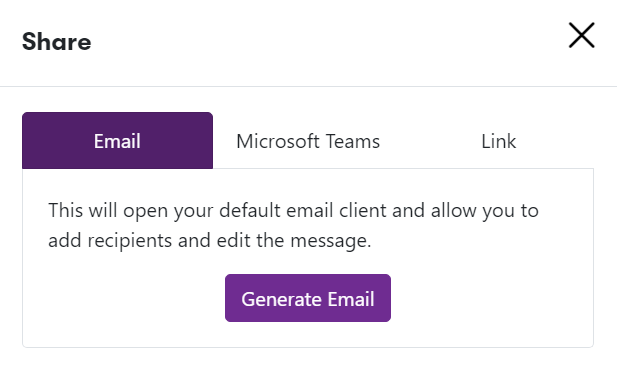 Share
Email
Microsoft Teams
Link
This will open your default email client and allow you to
add recipients and edit the message.
Generate Email